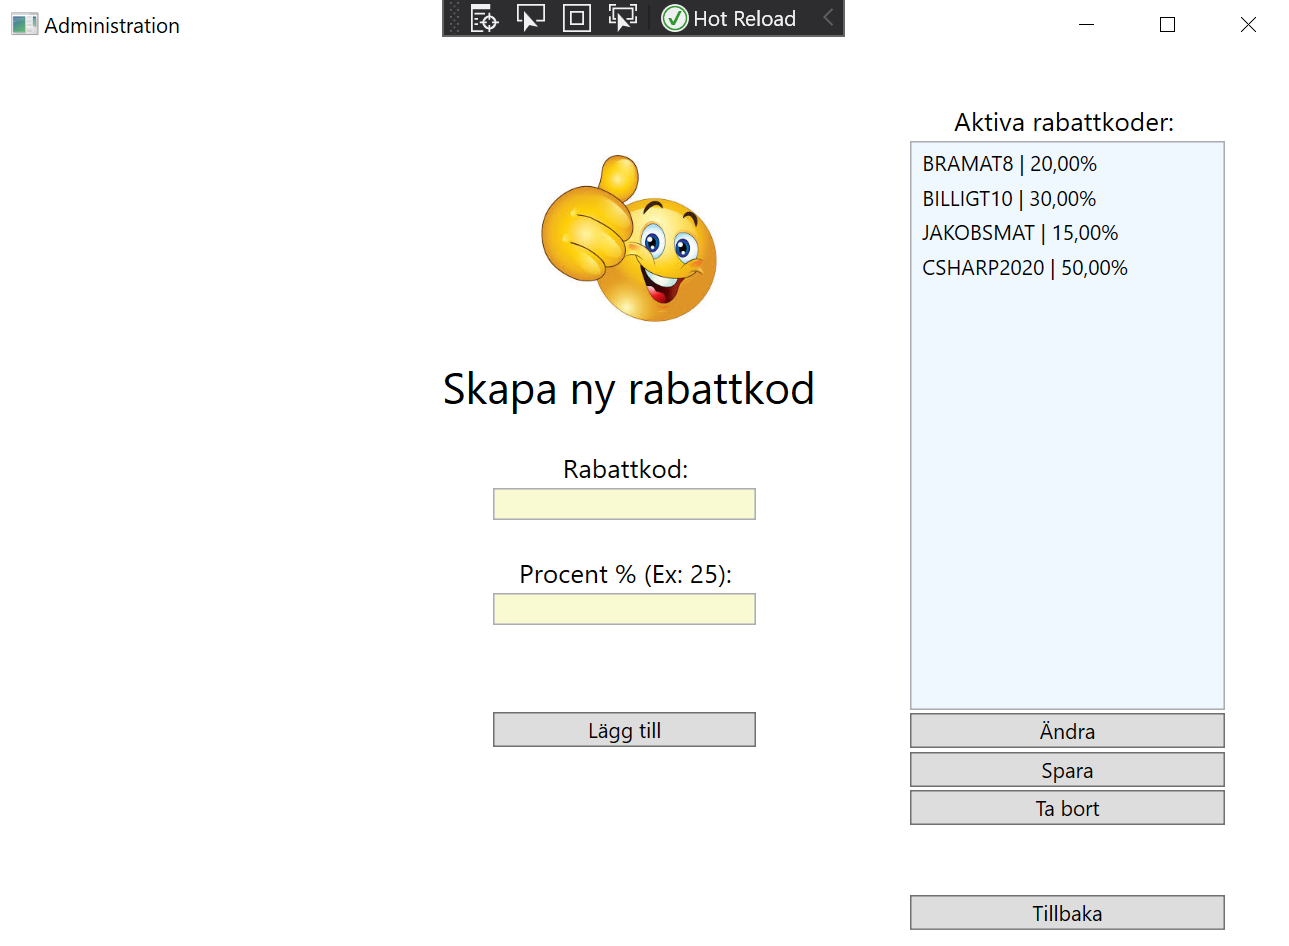 Administration
Hot Reload
Aktiva rabattkoder:
BRAMAT8 | 20,00%
BILLIGT10 | 30,00%
JAKOBSMAT | 15,00%
CSHARP2020 | 50,00%
Skapa ny rabattkod
Rabattkod:
Procent % (Ex: 25):
Lägg till
Ändra
Spara
Ta bort
Tillbaka